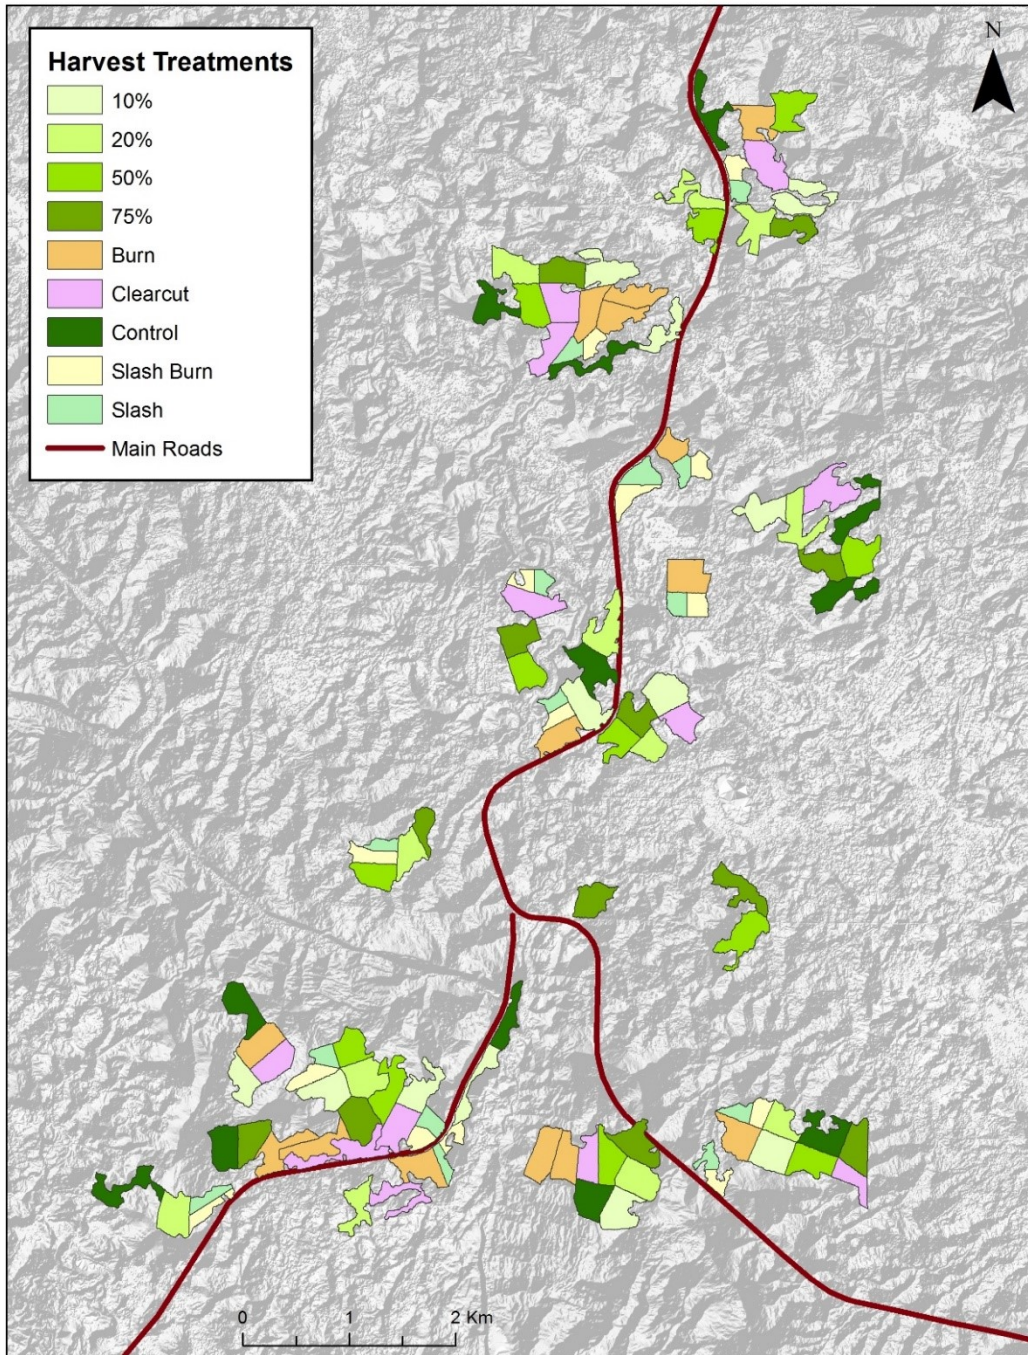 N
Harvest Treatments
10%
20%
50%
75%
Burn
Clearcut
Control
Slash Burn
Slash
Main Roads
0 1 2 Km